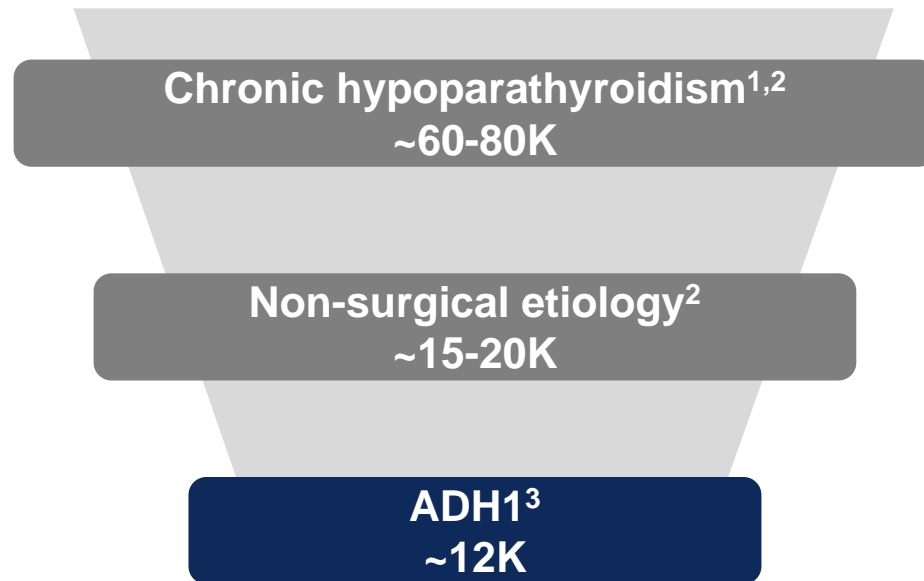 Chronic hypoparathyroidism1,2
~60-80K
Non-surgical etiology2
~15-20K
ADH13
~12K